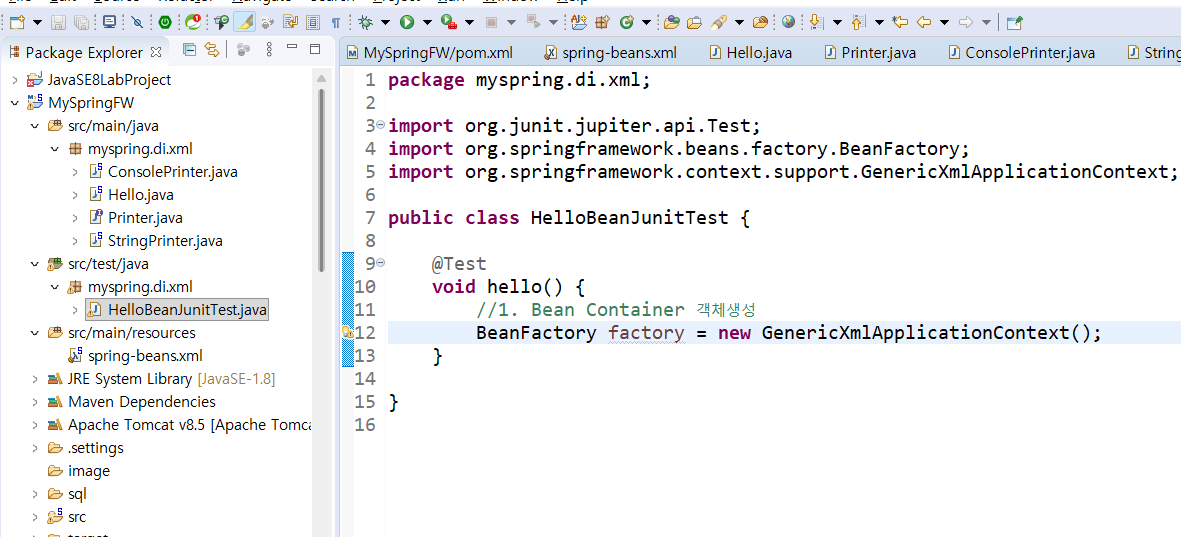 Package Explorer
JavaSE8LabProject
MySpringFW
src/main/java
myspring.di.xml
ConsolePrinter.java
Hello.java
Printer.java
StringPrinter.java
src/test/java
myspring.di.xml
HelloBeanJunitTest.java
src/main/resources
spring-beans.xml
JRE System Library [JavaSE-1.8]
Maven Dependencies
Apache Tomcat v8.5 [Apache Tomca
.settings
image
sql
src
target
MySpringFW/pom.xml spring-beans.xml Hello.java Printer.java ConsolePrinter.java String
1 package myspring.di.xml;
2
3 import org.junit.jupiter.api.Test;
4 import org.springframework.beans.factory.BeanFactory;
5 import org.springframework.context.support.GenericXmlApplicationContext;
6
7 public class HelloBeanJunitTest {
8
9 @Test
10 void hello() {
11 //1. Bean Container 객체생성
12 BeanFactory factory = new GenericXmlApplicationContext();
13 }
14
15 }
16